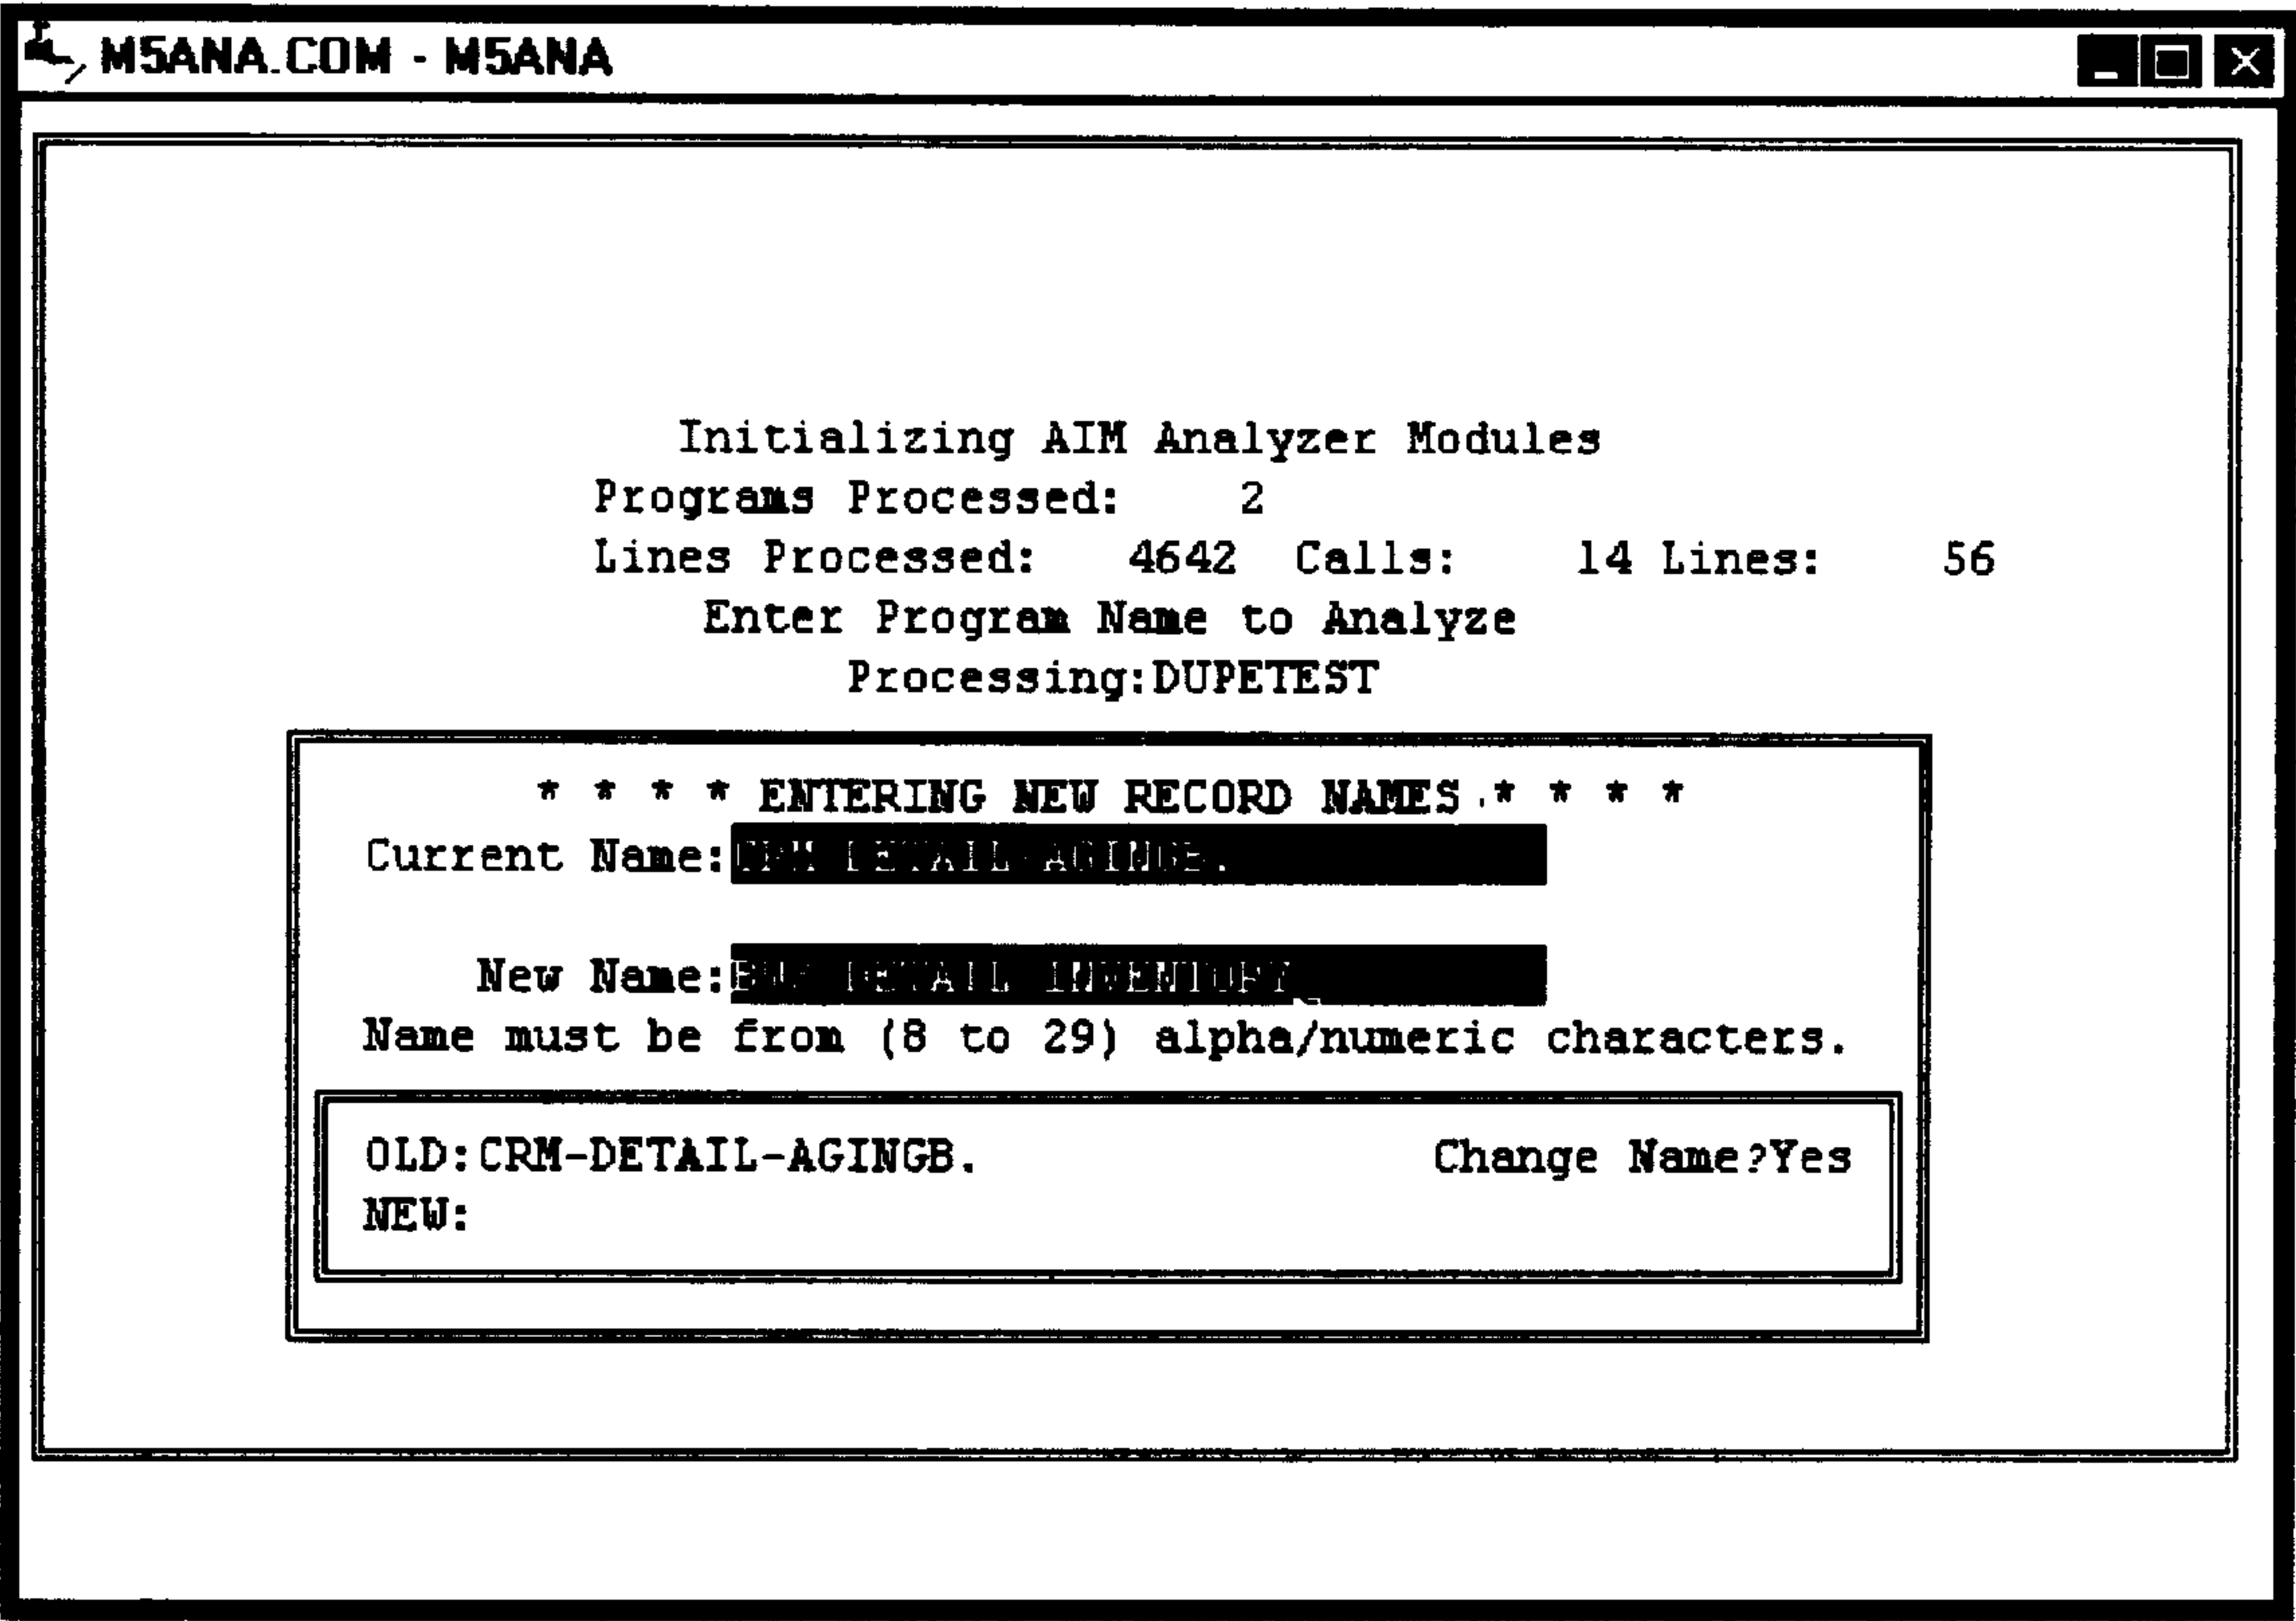 M5ANA.COM - M5ANA
Initializing AIM Analyzer Modules
Programs Processed: 2
Lines Processed: 4642 Calls: 14 Lines: 56
Enter Program Name to Analyze
Processing:DUPETEST
* * * * ENTERING NEW RECORD NAMES * * * *
Current Name:
New Name:
Name must be from (8 to 29) alpha/numeric characters.
OLD:CRM-DETAIL-AGINGB. Change Name?Yes
NEW: